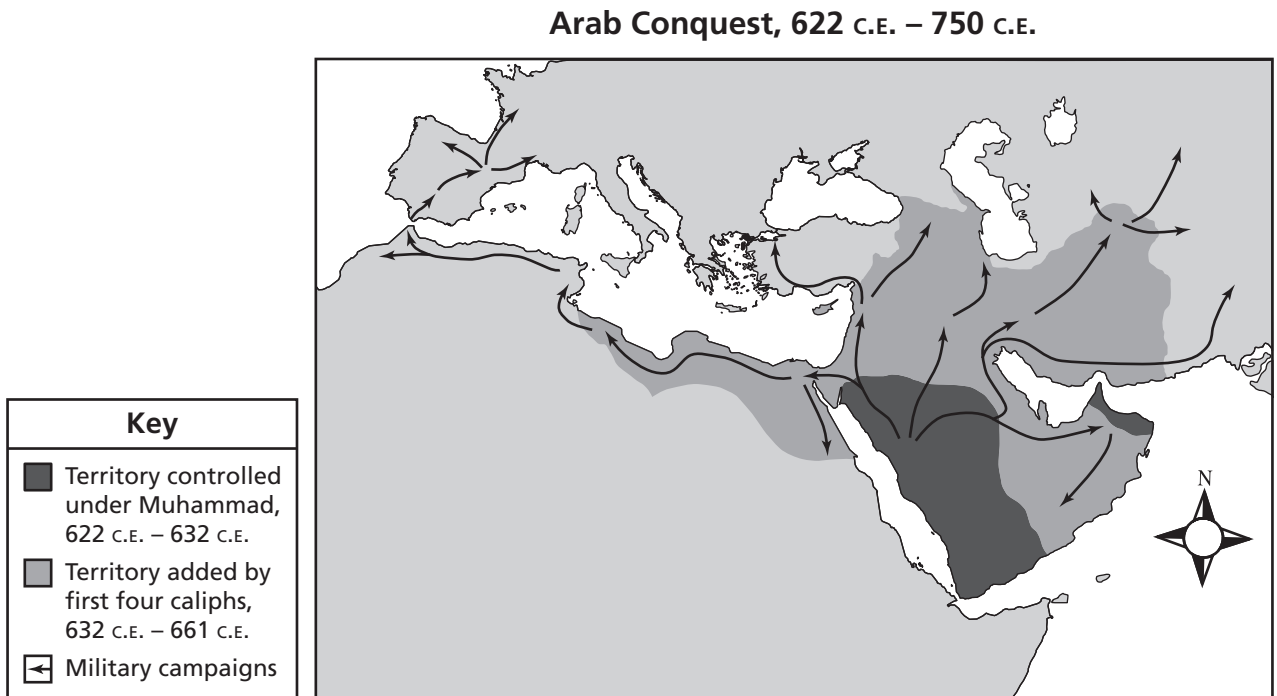 Arab Conquest, 622 C.E. – 750 C.E.
Key
Territory controlled
under Muhammad,
622 C.E. – 632 C.E.
Territory added by
first four caliphs,
632 C.E. – 661 C.E.
Military campaigns
N